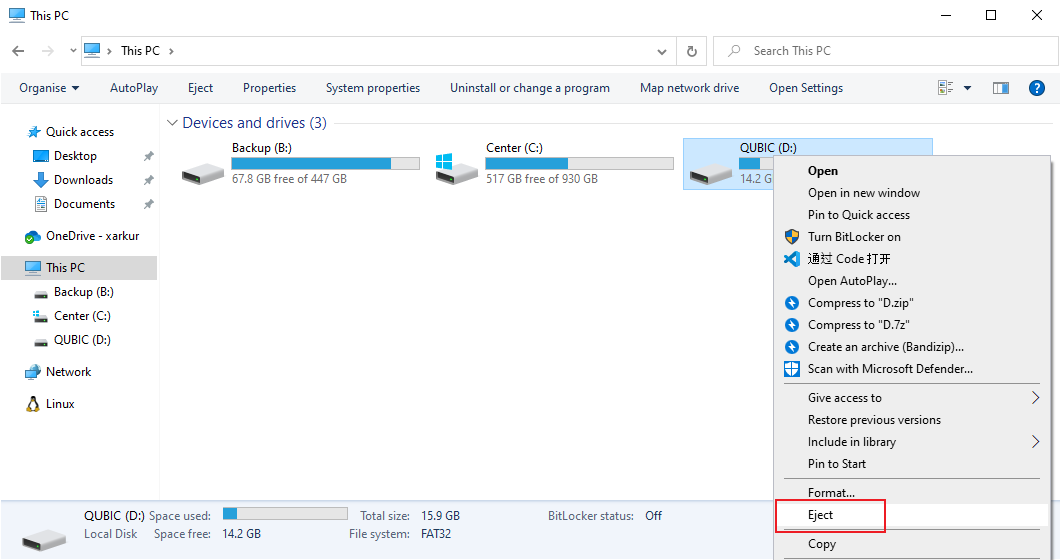 This PC
This PC
Search This PC
Organise AutoPlay Eject Properties System properties Uninstall or change a program Map network drive Open Settings
Quick access
Desktop
Downloads
Documents
OneDrive - xarkur
This PC
Backup (B:)
Center (C:)
QUBIC (D:)
Network
Linux
Devices and drives (3)
Backup (B:)
67.8 GB free of 447 GB
Center (C:)
517 GB free of 930 GB
QUBIC (D:)
14.2 G
Open
Open in new window
Pin to Quick access
Turn BitLocker on
通过 Code 打开
Open AutoPlay...
Compress to "D.zip"
Compress to "D.7z"
Create an archive (Bandizip)...
Scan with Microsoft Defender...
Give access to
Restore previous versions
Include in library
Pin to Start
Format...
Eject
Copy
QUBIC (D:) Space used: Total size: 15.9 GB BitLocker status: Off
Local Disk Space free: 14.2 GB File system: FAT32